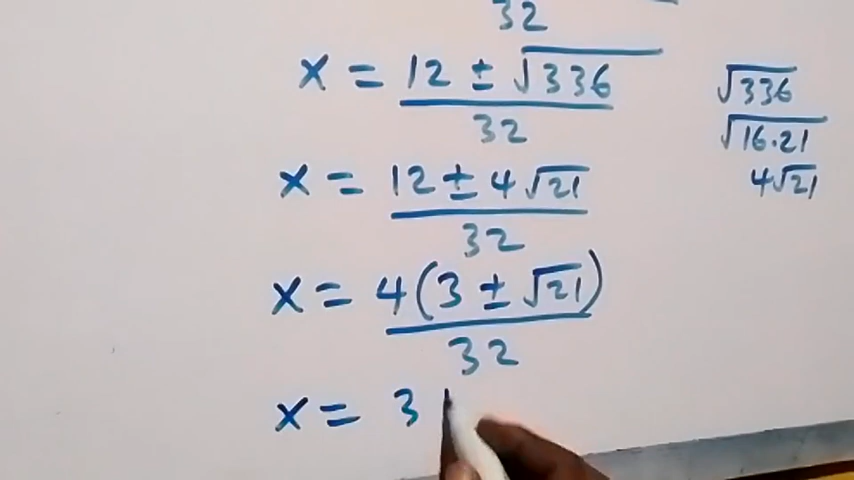 32
x = 12 ± √336
32
x = 12 ± 4√21
32
x = 4(3 ± √21)
32
x = 3
√336
√16·21
4√21